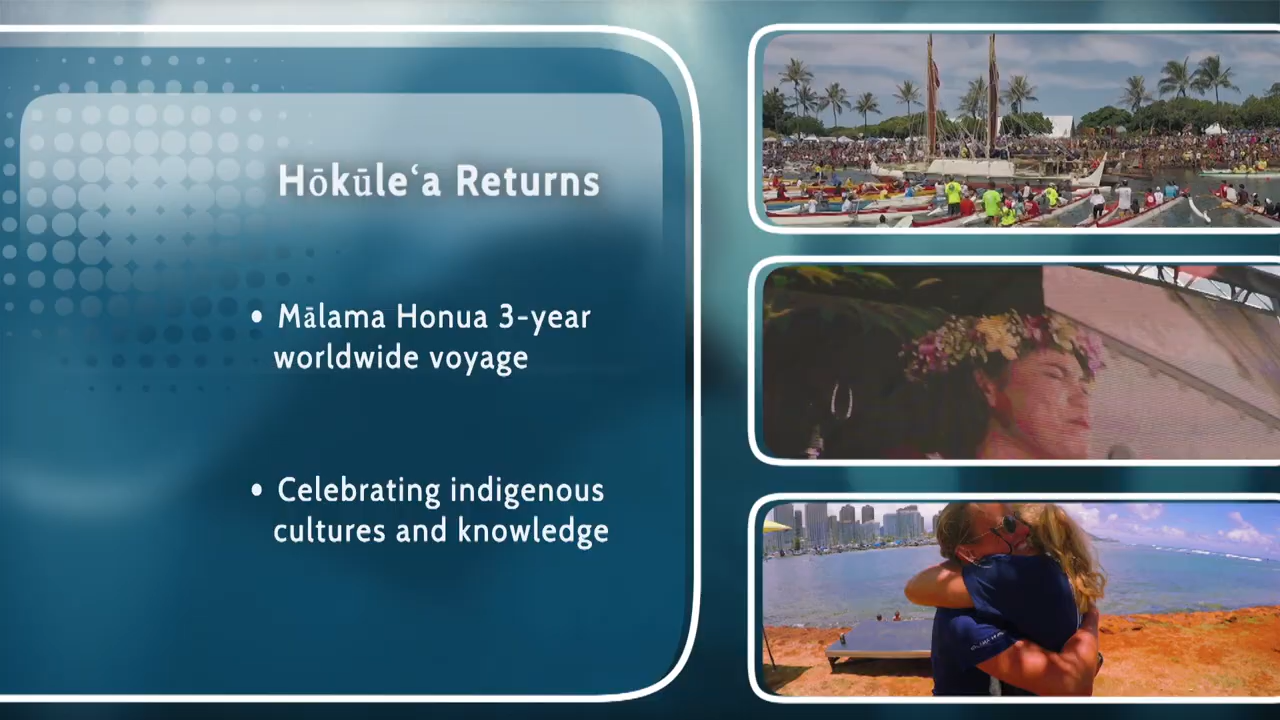 Hōkūleʻa Returns
• Mālama Honua 3-year
worldwide voyage
• Celebrating indigenous
cultures and knowledge